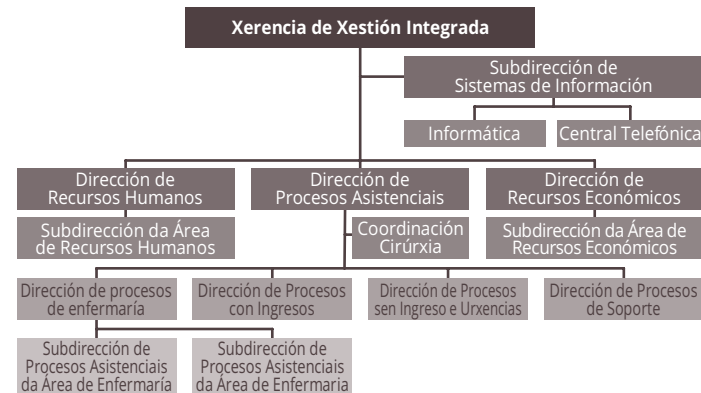 Xerencia de Xestión Integrada
Subdirección de
Sistemas de Información
Informática
Central Telefónica
Dirección de
Recursos Humanos
Dirección de
Procesos Asistenciais
Dirección de
Recursos Económicos
Subdirección da Área
de Recursos Humanos
Coordinación
Cirúrxia
Subdirección da Área de
Recursos Económicos
Dirección de procesos
de enfermaría
Dirección de Procesos
con Ingresos
Dirección de Procesos
sen Ingreso e Urxencias
Dirección de Procesos
de Soporte
Subdirección de
Procesos Asistenciais
da Área de Enfermaría
Subdirección de
Procesos Asistenciais
da Área de Enfermaria